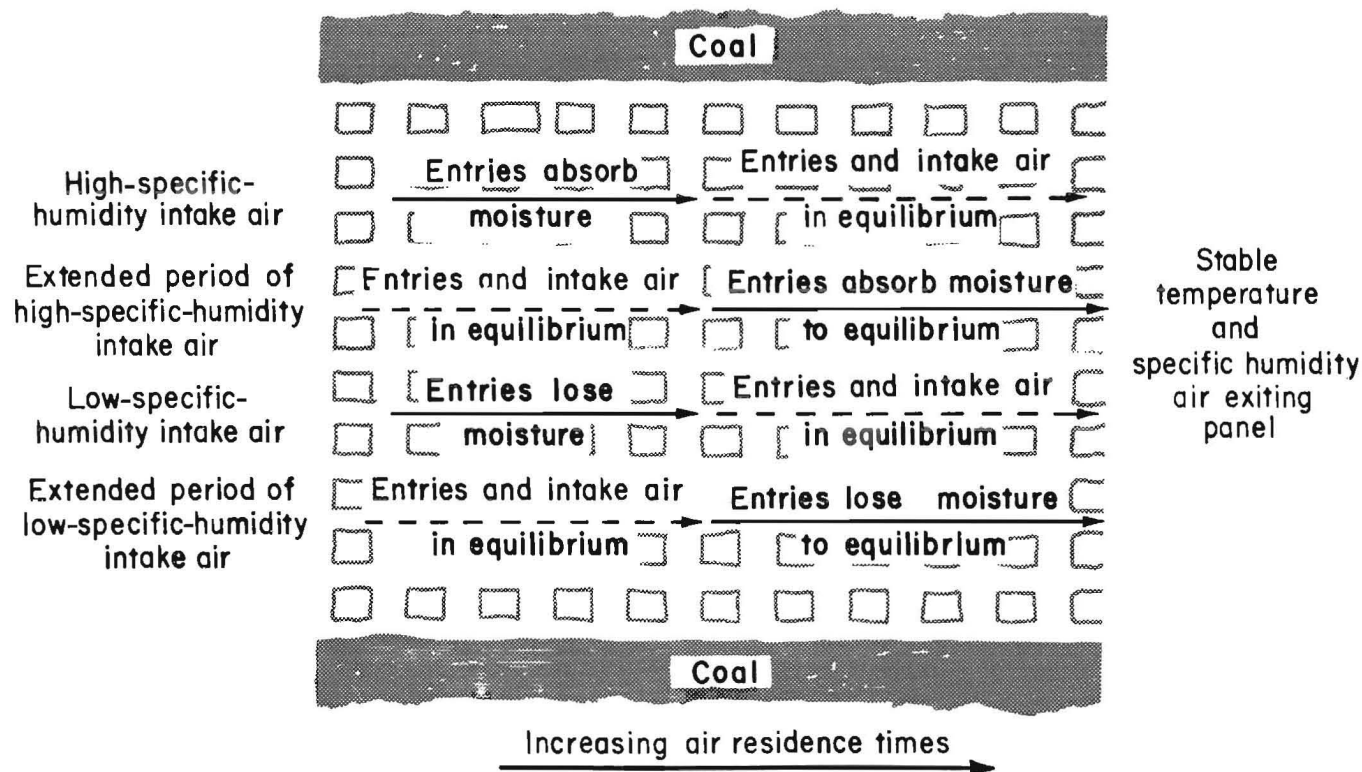 Coal
High-specific-
humidity intake air
Entries absorb
moisture
Entries and intake air
in equilibrium
Extended period of
high-specific-humidity
intake air
Entries and intake air
in equilibrium
Entries absorb moisture
to equilibrium
Low-specific-
humidity intake air
Entries lose
moisture
Entries and intake air
in equilibrium
Extended period of
low-specific-humidity
intake air
Entries and intake air
in equilibrium
Entries lose moisture
to equilibrium
Stable
temperature
and
specific humidity
air exiting
panel
Coal
Increasing air residence times